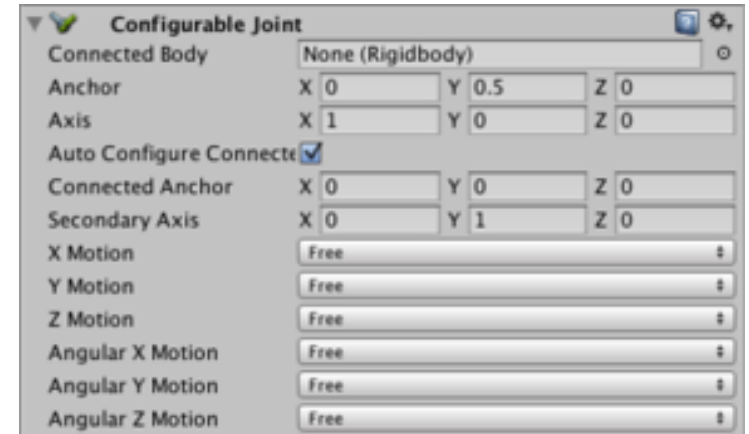 Configurable Joint
Connected Body None (Rigidbody)
Anchor X 0 Y 0.5 Z 0
Axis X 1 Y 0 Z 0
Auto Configure Connecte
Connected Anchor X 0 Y 0 Z 0
Secondary Axis X 0 Y 1 Z 0
X Motion Free
Y Motion Free
Z Motion Free
Angular X Motion Free
Angular Y Motion Free
Angular Z Motion Free